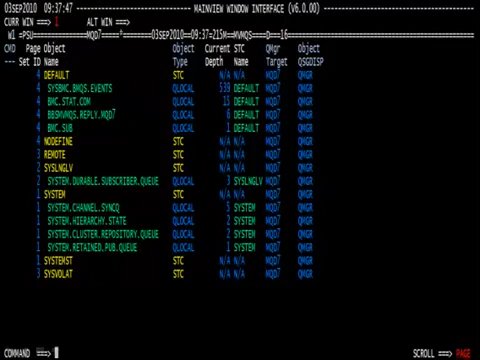 03SEP2010 09:37:47 ----------------------- MAINVIEW WINDOW INTERFACE (V6.0.00) ------------------------
CURR WIN ===> 1 ALT WIN ===>
W1 =PSU===============MQD7=====*========03SEP2010==09:37=215M==MVMQS====D===16====
CMD Page Object Object Current STC QMgr Object
--- Set ID Name Type Depth Name Target QSGDISP
4 DEFAULT STC N/A N/A MQD7 QMGR
4 SYSBMC.BMQS.EVENTS QLOCAL 539 DEFAULT MQD7 QMGR
4 BMC.STAT.COM QLOCAL 15 DEFAULT MQD7 QMGR
4 BBSMVMQS.REPLY.MQD7 QLOCAL 6 DEFAULT MQD7 QMGR
4 BMC.SUB QLOCAL 1 DEFAULT MQD7 QMGR
4 NODEFINE STC N/A N/A MQD7 QMGR
3 REMOTE STC N/A N/A MQD7 QMGR
2 SYSLNGLV STC N/A N/A MQD7 QMGR
2 SYSTEM.DURABLE.SUBSCRIBER.QUEUE QLOCAL 3 SYSLNGLV MQD7 QMGR
1 SYSTEM STC N/A N/A MQD7 QMGR
1 SYSTEM.CHANNEL.SYNCQ QLOCAL 5 SYSTEM MQD7 QMGR
1 SYSTEM.HIERARCHY.STATE QLOCAL 2 SYSTEM MQD7 QMGR
1 SYSTEM.CLUSTER.REPOSITORY.QUEUE QLOCAL 2 SYSTEM MQD7 QMGR
1 SYSTEM.RETAINED.PUB.QUEUE QLOCAL 2 SYSTEM MQD7 QMGR
1 SYSTEMST STC N/A N/A MQD7 QMGR
3 SYSVOLAT STC N/A N/A MQD7 QMGR
COMMAND ===> SCROLL ===> PAGE